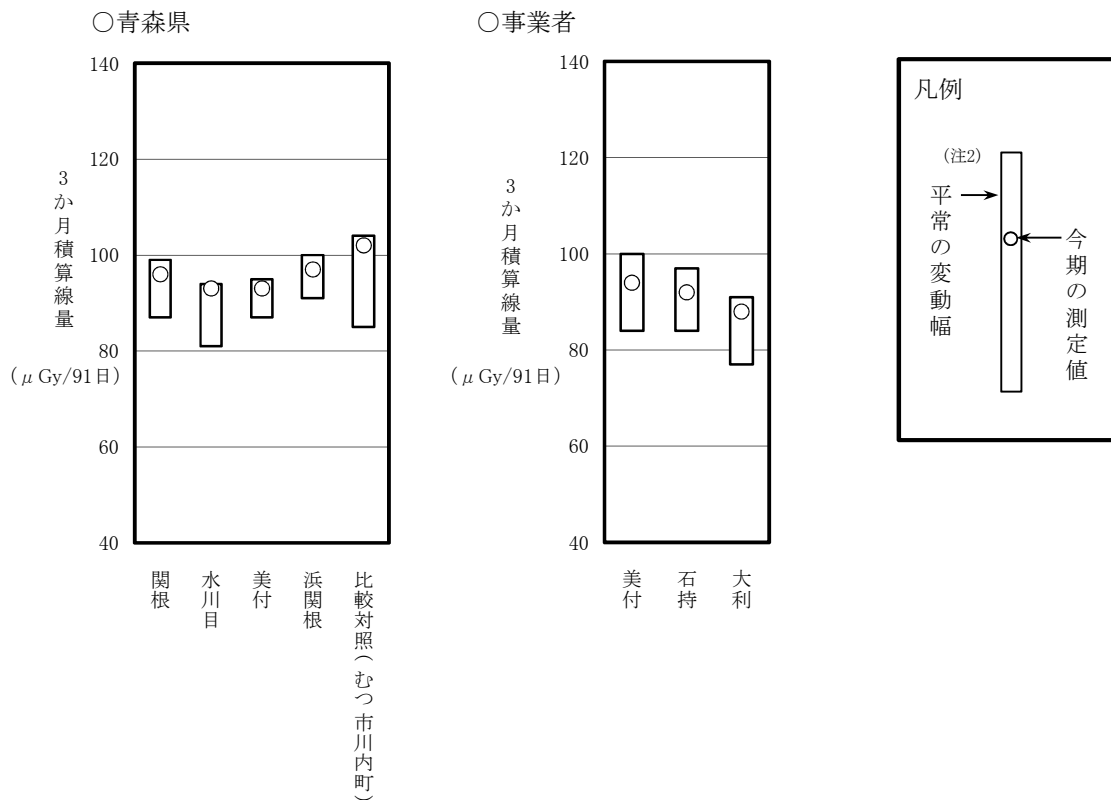 ○青森県
140
120
100
80
60
40
3か月積算線量
(μGy/91日)
関根
水川目
美付
浜関根
比較対照(むつ市川内町)
○事業者
140
120
100
80
60
40
3か月積算線量
(μGy/91日)
美付
石持
大利
凡例
(注2)
平常の変動幅
今期の測定値